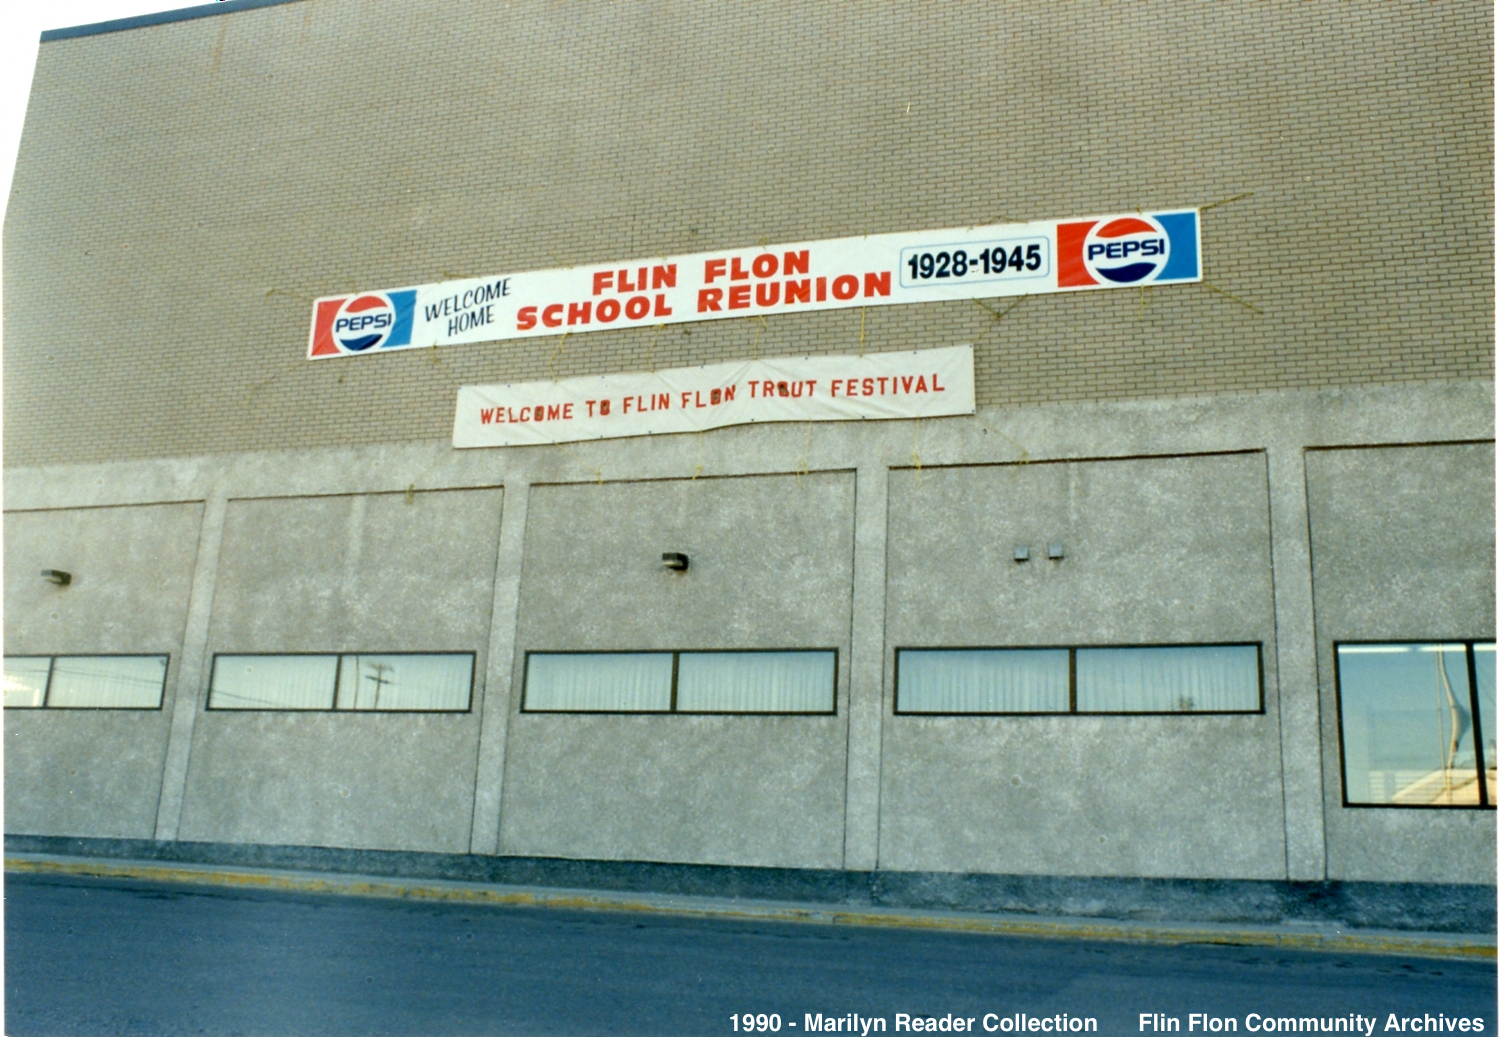 PEPSI
WELCOME
HOME
FLIN FLON
SCHOOL REUNION
1928-1945
PEPSI
WELCOME TO FLIN FLON TROUT FESTIVAL
1990 - Marilyn Reader Collection Flin Flon Community Archives